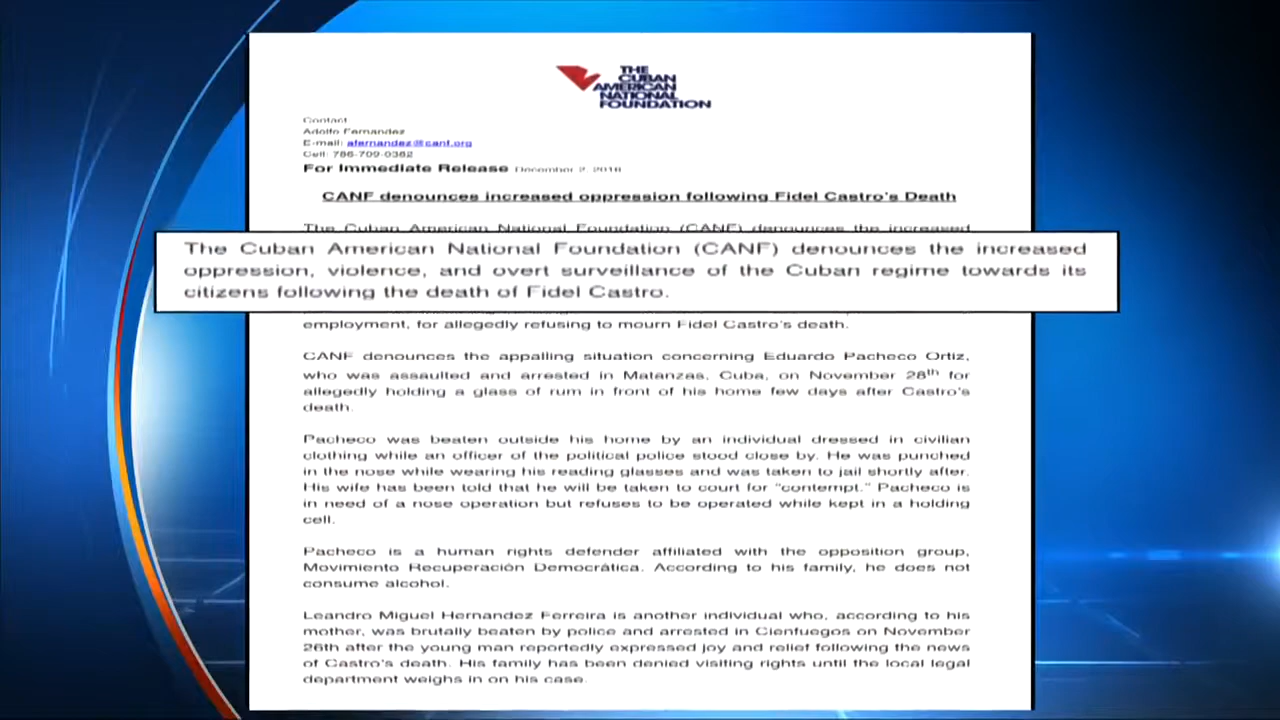 THE
CUBAN
AMERICAN
NATIONAL
FOUNDATION
Contact
Adolfo Fernandez
E-mail: afernandez@canf.org
Cell: 786-709-0362
For Immediate Release December 2, 2016
CANF denounces increased oppression following Fidel Castro's Death
The Cuban American National Foundation (CANF) denounces the increased
The Cuban American National Foundation (CANF) denounces the increased
oppression, violence, and overt surveillance of the Cuban regime towards its
citizens following the death of Fidel Castro.
employment, for allegedly refusing to mourn Fidel Castro's death.
CANF denounces the appalling situation concerning Eduardo Pacheco Ortiz,
who was assaulted and arrested in Matanzas, Cuba, on November 28th for
allegedly holding a glass of rum in front of his home few days after Castro's
death.
Pacheco was beaten outside his home by an individual dressed in civilian
clothing while an officer of the political police stood close by. He was punched
in the nose while wearing his reading glasses and was taken to jail shortly after.
His wife has been told that he will be taken to court for "contempt." Pacheco is
in need of a nose operation but refuses to be operated while kept in a holding
cell.
Pacheco is a human rights defender affiliated with the opposition group,
Movimiento Recuperación Democrática. According to his family, he does not
consume alcohol.
Leandro Miguel Hernandez Ferreira is another individual who, according to his
mother, was brutally beaten by police and arrested in Cienfuegos on November
26th after the young man reportedly expressed joy and relief following the news
of Castro's death. His family has been denied visiting rights until the local legal
department weighs in on his case.